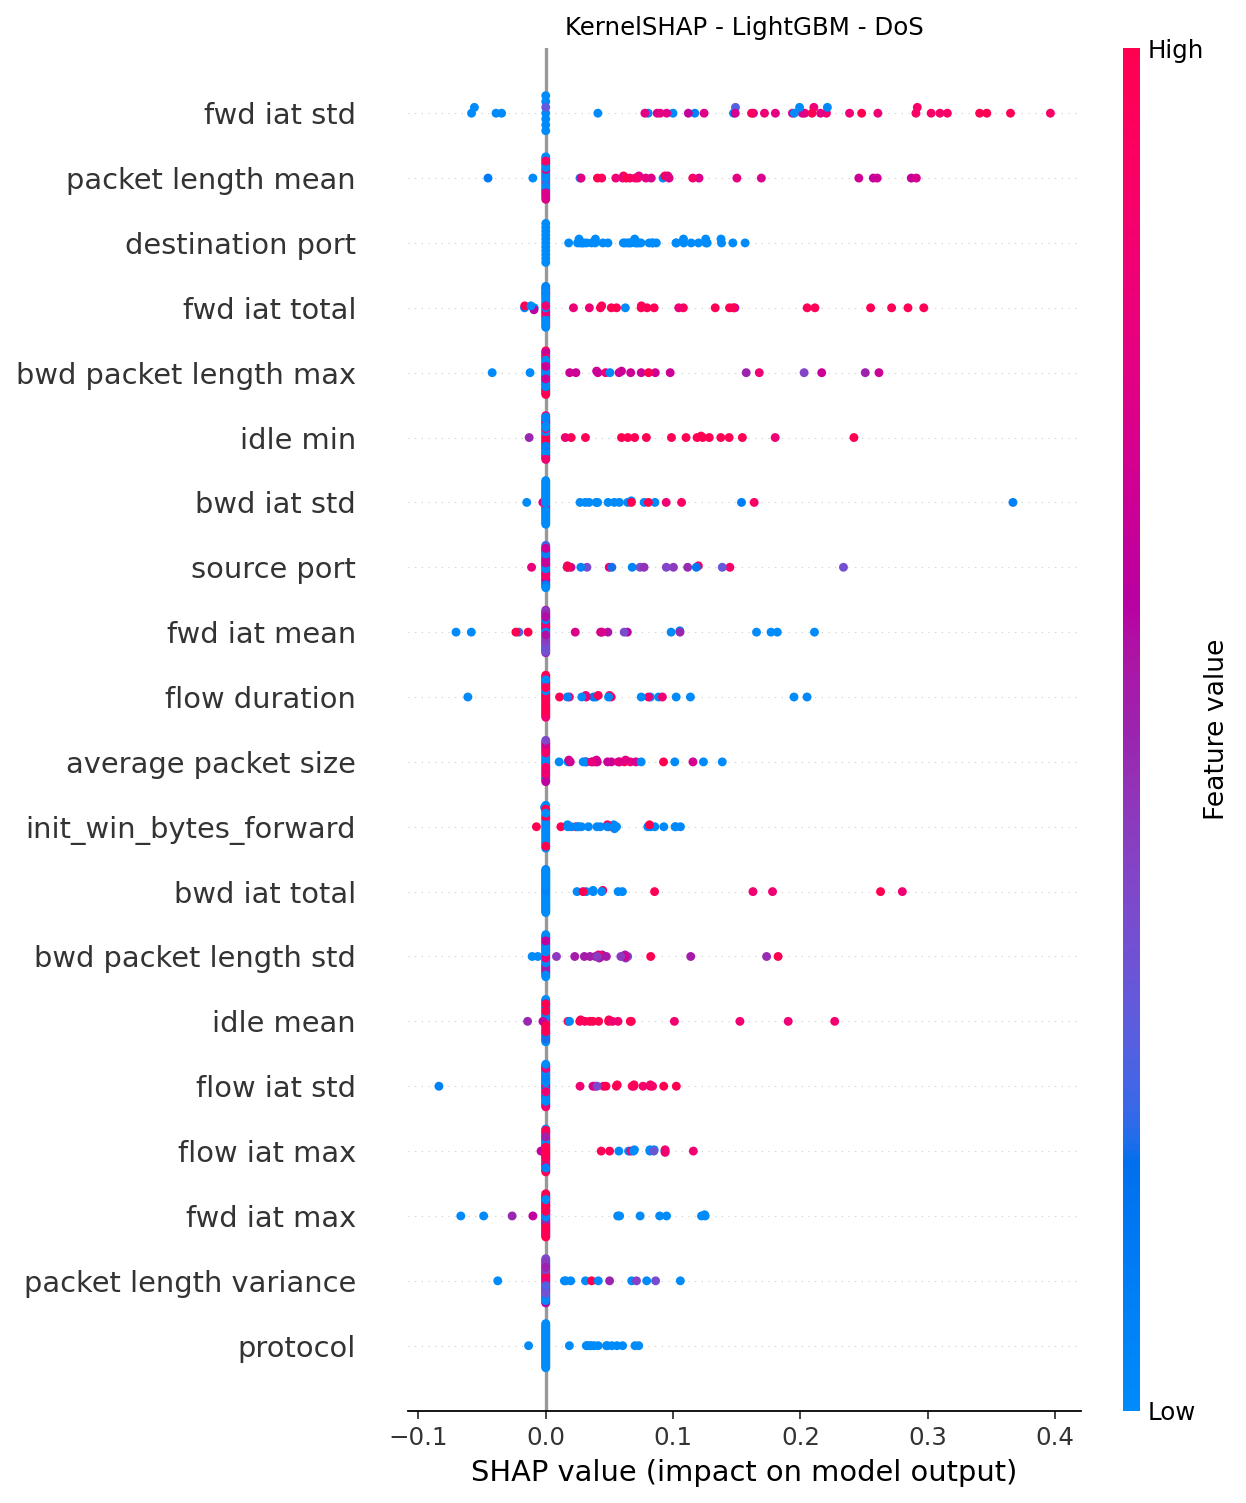 KernelSHAP - LightGBM - DoS
High
fwd iat std
packet length mean
destination port
fwd iat total
bwd packet length max
idle min
bwd iat std
source port
fwd iat mean
flow duration
average packet size
init_win_bytes_forward
bwd iat total
bwd packet length std
idle mean
flow iat std
flow iat max
fwd iat max
packet length variance
protocol
Feature value
Low
−0.1 0.0 0.1 0.2 0.3 0.4
SHAP value (impact on model output)